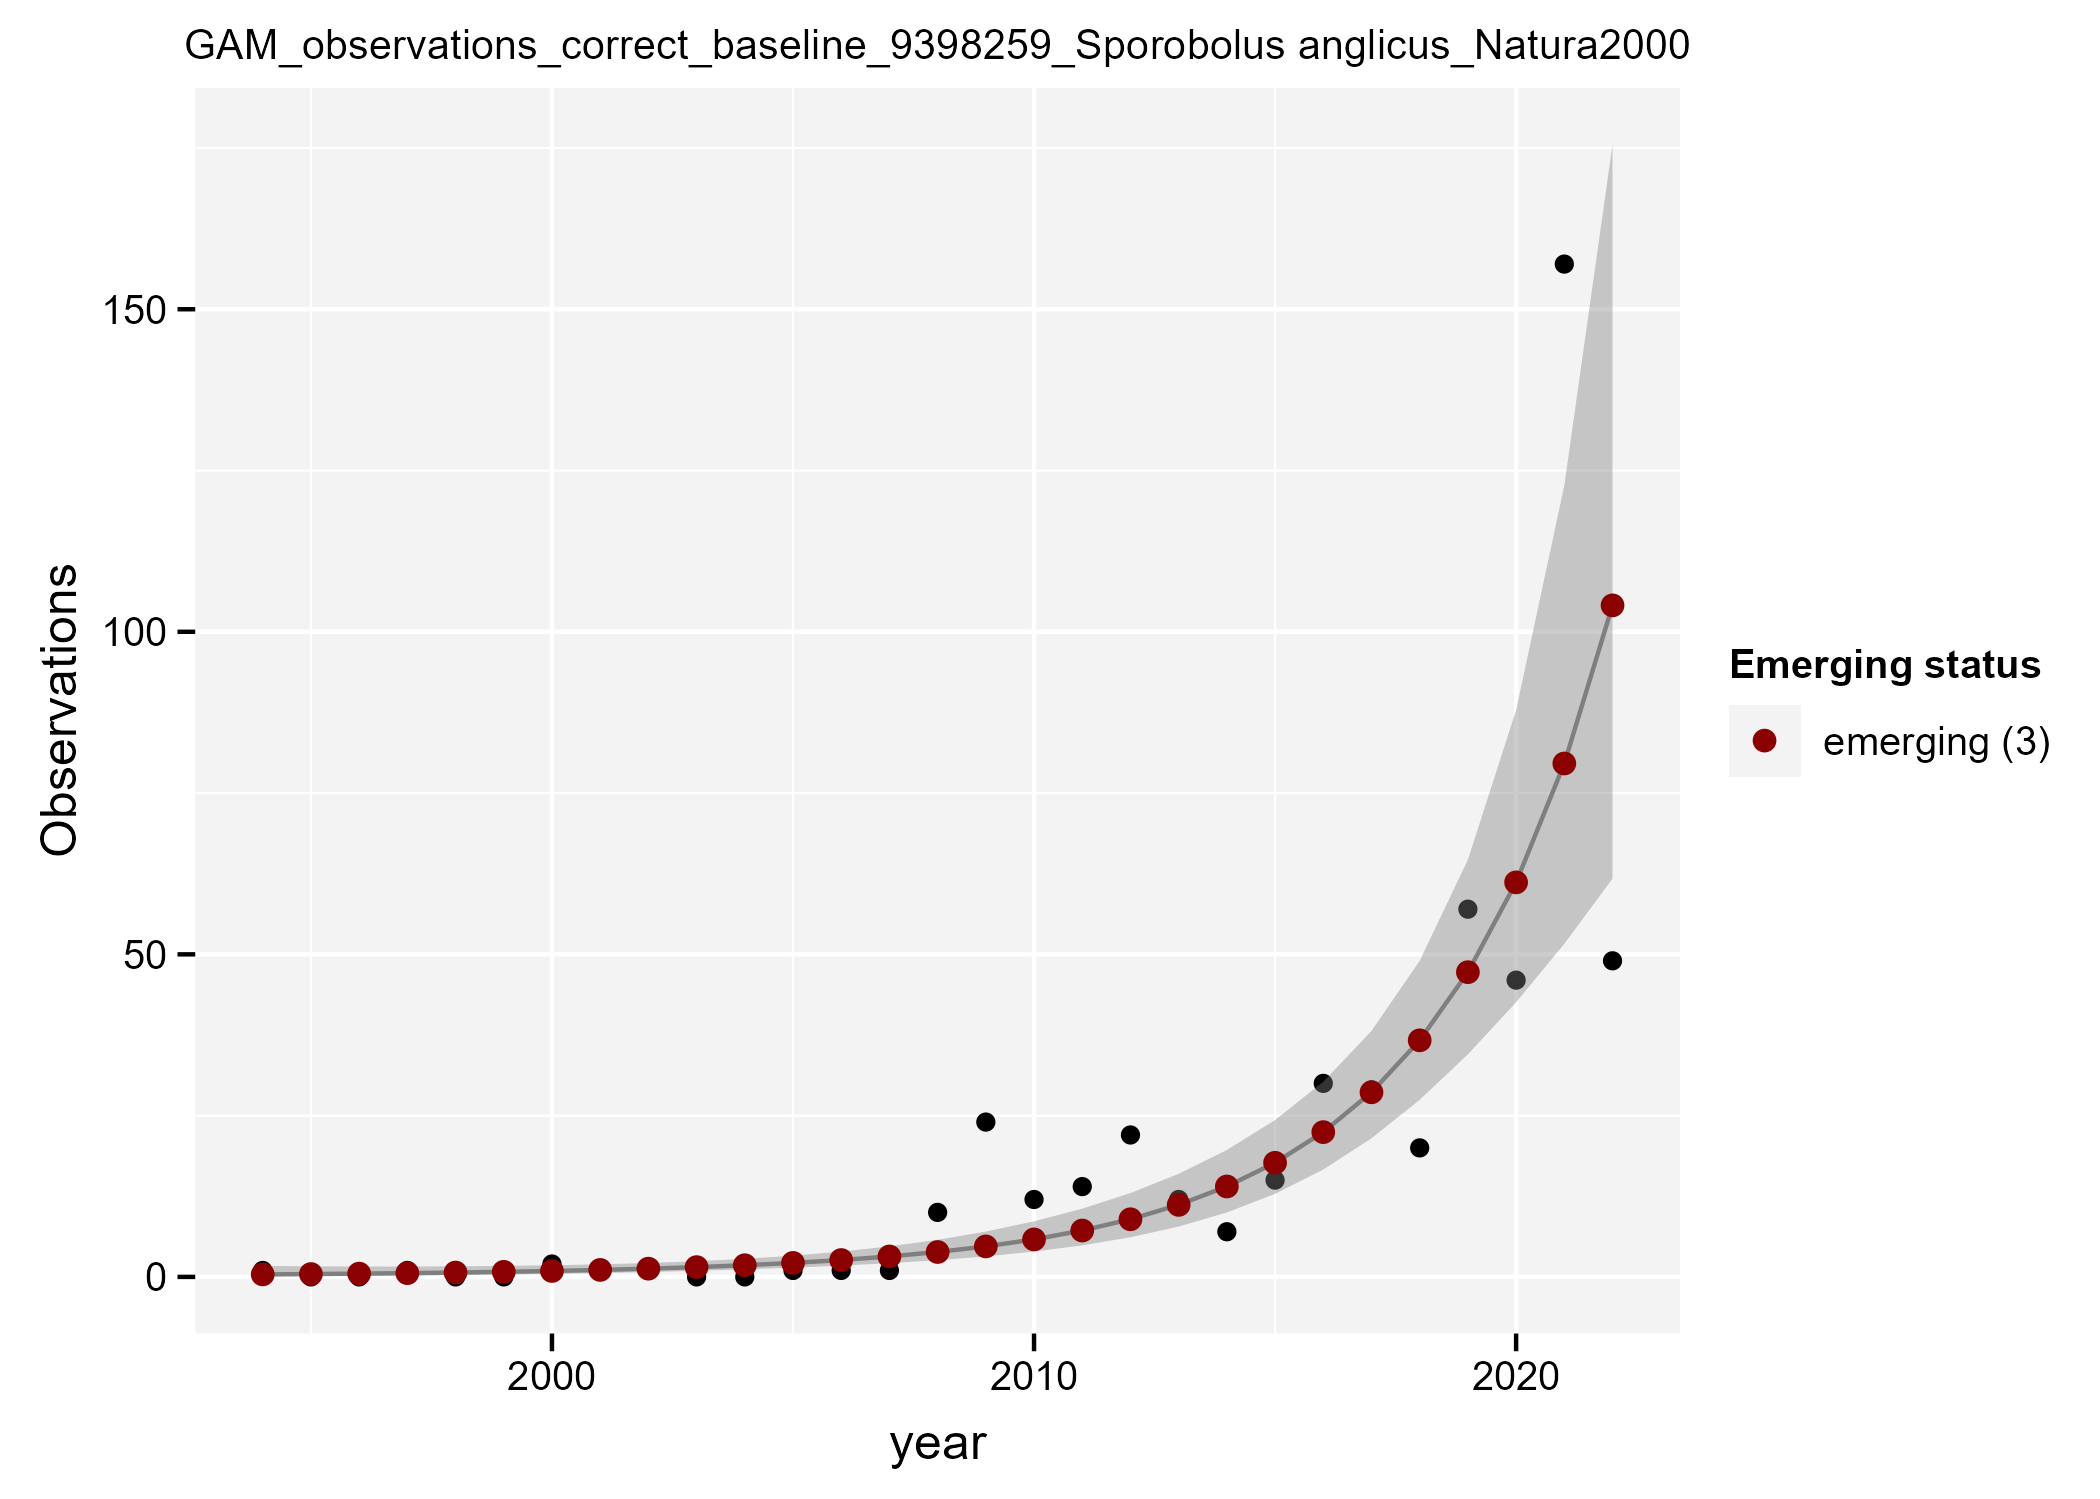 GAM_observations_correct_baseline_9398259_Sporobolus anglicus_Natura2000
Observations
150
100
50
0
2000 2010 2020
year
Emerging status
emerging (3)